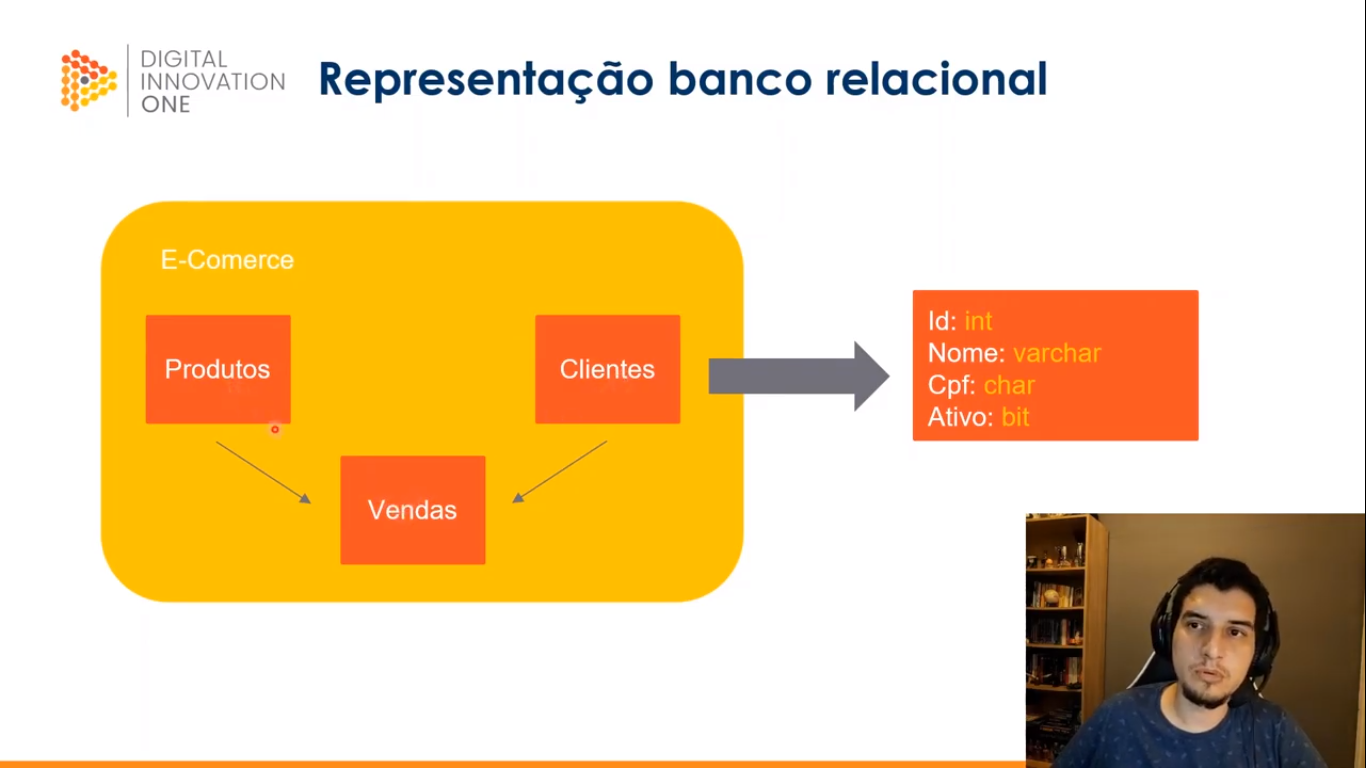 DIGITAL
INNOVATION
ONE
Representação banco relacional
E-Comerce
Produtos
Clientes
Vendas
Id: int
Nome: varchar
Cpf: char
Ativo: bit